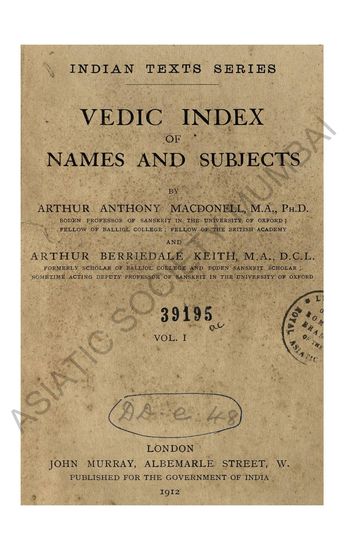 INDIAN TEXTS SERIES
VEDIC INDEX
OF
NAMES AND SUBJECTS
BY
ARTHUR ANTHONY MACDONELL, M.A., PH.D.
BODEN PROFESSOR OF SANSKRIT IN THE UNIVERSITY OF OXFORD;
FELLOW OF BALLIOL COLLEGE; FELLOW OF THE BRITISH ACADEMY
AND
ARTHUR BERRIEDALE KEITH, M.A., D.C.L.
FORMERLY SCHOLAR OF BALLIOL COLLEGE AND BODEN SANSKRIT SCHOLAR;
SOMETIME ACTING DEPUTY PROFESSOR OF SANSKRIT IN THE UNIVERSITY OF OXFORD
39195
VOL. I
LONDON
JOHN MURRAY, ALBEMARLE STREET, W.
PUBLISHED FOR THE GOVERNMENT OF INDIA
1912
ASIATIC SOCIETY MUMBAI
ROYAL ASIATIC